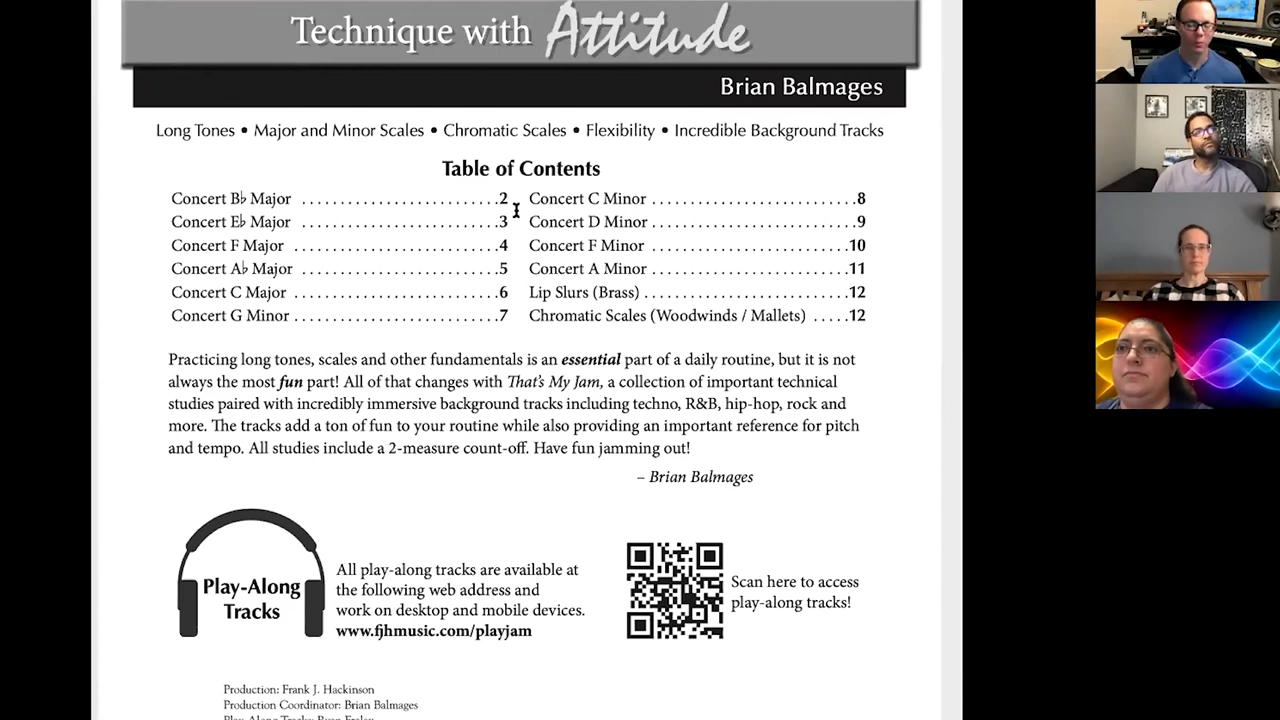 Technique with Attitude
Brian Balmages
Long Tones • Major and Minor Scales • Chromatic Scales • Flexibility • Incredible Background Tracks
Table of Contents
Concert B♭ Major ..........................2
Concert E♭ Major ..........................3
Concert F Major ...........................4
Concert A♭ Major ..........................5
Concert C Major ...........................6
Concert G Minor ...........................7
Concert C Minor ..........................8
Concert D Minor ..........................9
Concert F Minor .........................10
Concert A Minor .........................11
Lip Slurs (Brass) ..........................12
Chromatic Scales (Woodwinds / Mallets) .....12
Practicing long tones, scales and other fundamentals is an essential part of a daily routine, but it is not
always the most fun part! All of that changes with That's My Jam, a collection of important technical
studies paired with incredibly immersive background tracks including techno, R&B, hip-hop, rock and
more. The tracks add a ton of fun to your routine while also providing an important reference for pitch
and tempo. All studies include a 2-measure count-off. Have fun jamming out!
– Brian Balmages
Play-Along
Tracks
All play-along tracks are available at
the following web address and
work on desktop and mobile devices.
www.fjhmusic.com/playjam
Scan here to access
play-along tracks!
Production: Frank J. Hackinson
Production Coordinator: Brian Balmages